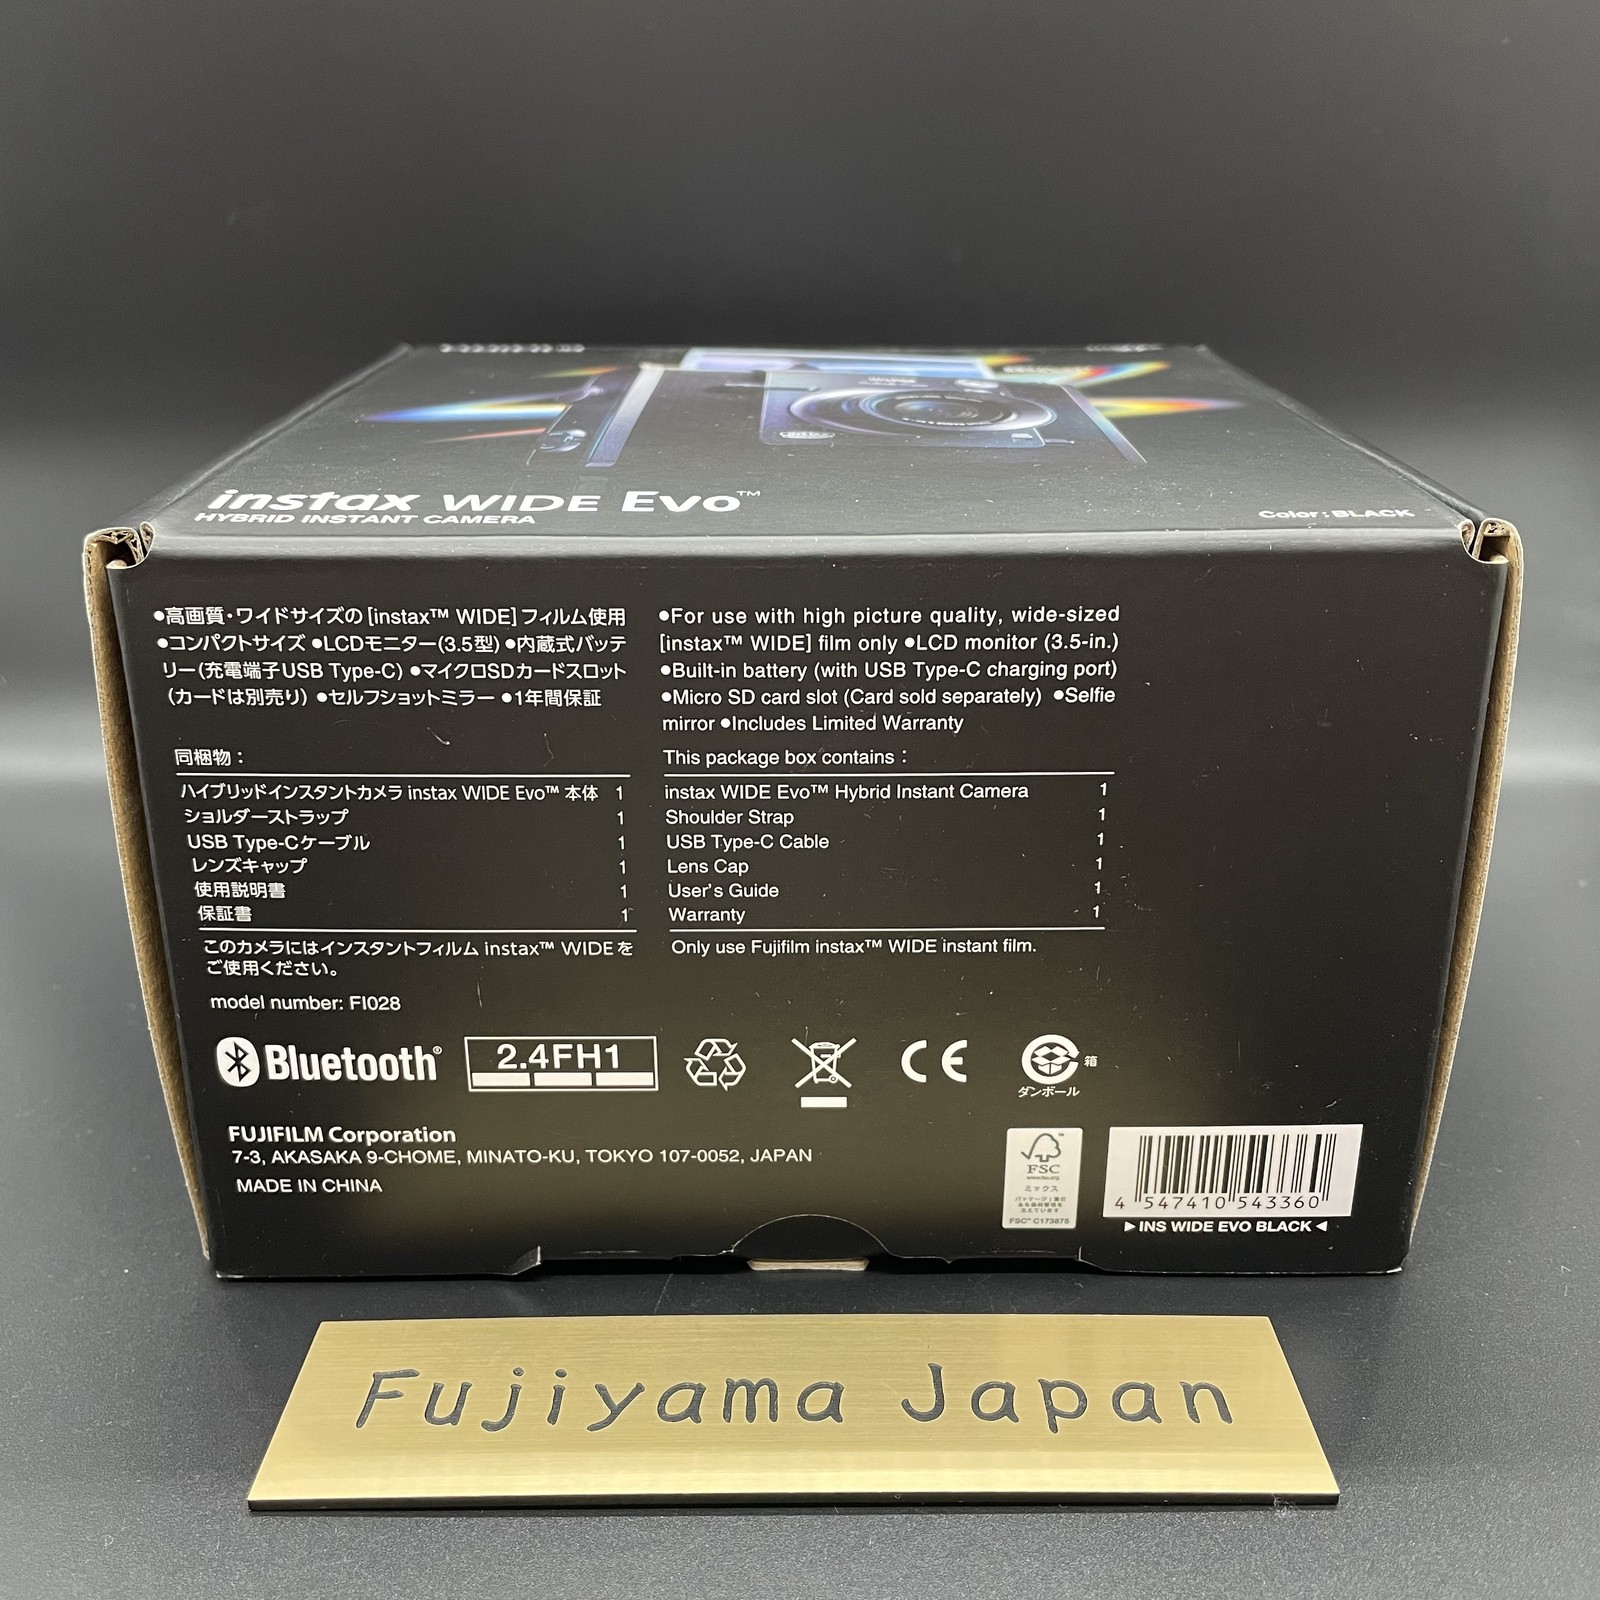 instax WIDE Evo™
HYBRID INSTANT CAMERA
Color : BLACK
●高画質・ワイドサイズの [instax™ WIDE] フィルム使用
●コンパクトサイズ ●LCDモニター(3.5型) ●内蔵式バッテ
リー(充電端子USB Type-C) ●マイクロSDカードスロット
(カードは別売り) ●セルフショットミラー ●1年間保証
●For use with high picture quality, wide-sized
[instax™ WIDE] film only ●LCD monitor (3.5-in.)
●Built-in battery (with USB Type-C charging port)
●Micro SD card slot (Card sold separately) ●Selfie
mirror ●Includes Limited Warranty
同梱物：
ハイブリッドインスタントカメラ instax WIDE Evo™ 本体 1
ショルダーストラップ 1
USB Type-Cケーブル 1
レンズキャップ 1
使用説明書 1
保証書 1
このカメラにはインスタントフィルム instax™ WIDEを
ご使用ください。
This package box contains :
instax WIDE Evo™ Hybrid Instant Camera 1
Shoulder Strap 1
USB Type-C Cable 1
Lens Cap 1
User's Guide 1
Warranty 1
Only use Fujifilm instax™ WIDE instant film.
model number: FI028
Bluetooth®
2.4FH1
CE
箱
ダンボール
FUJIFILM Corporation
7-3, AKASAKA 9-CHOME, MINATO-KU, TOKYO 107-0052, JAPAN
MADE IN CHINA
FSC
www.fsc.org
ミックス
FSC™ C173875
4 547410 543360
▶INS WIDE EVO BLACK◀
Fujiyama Japan